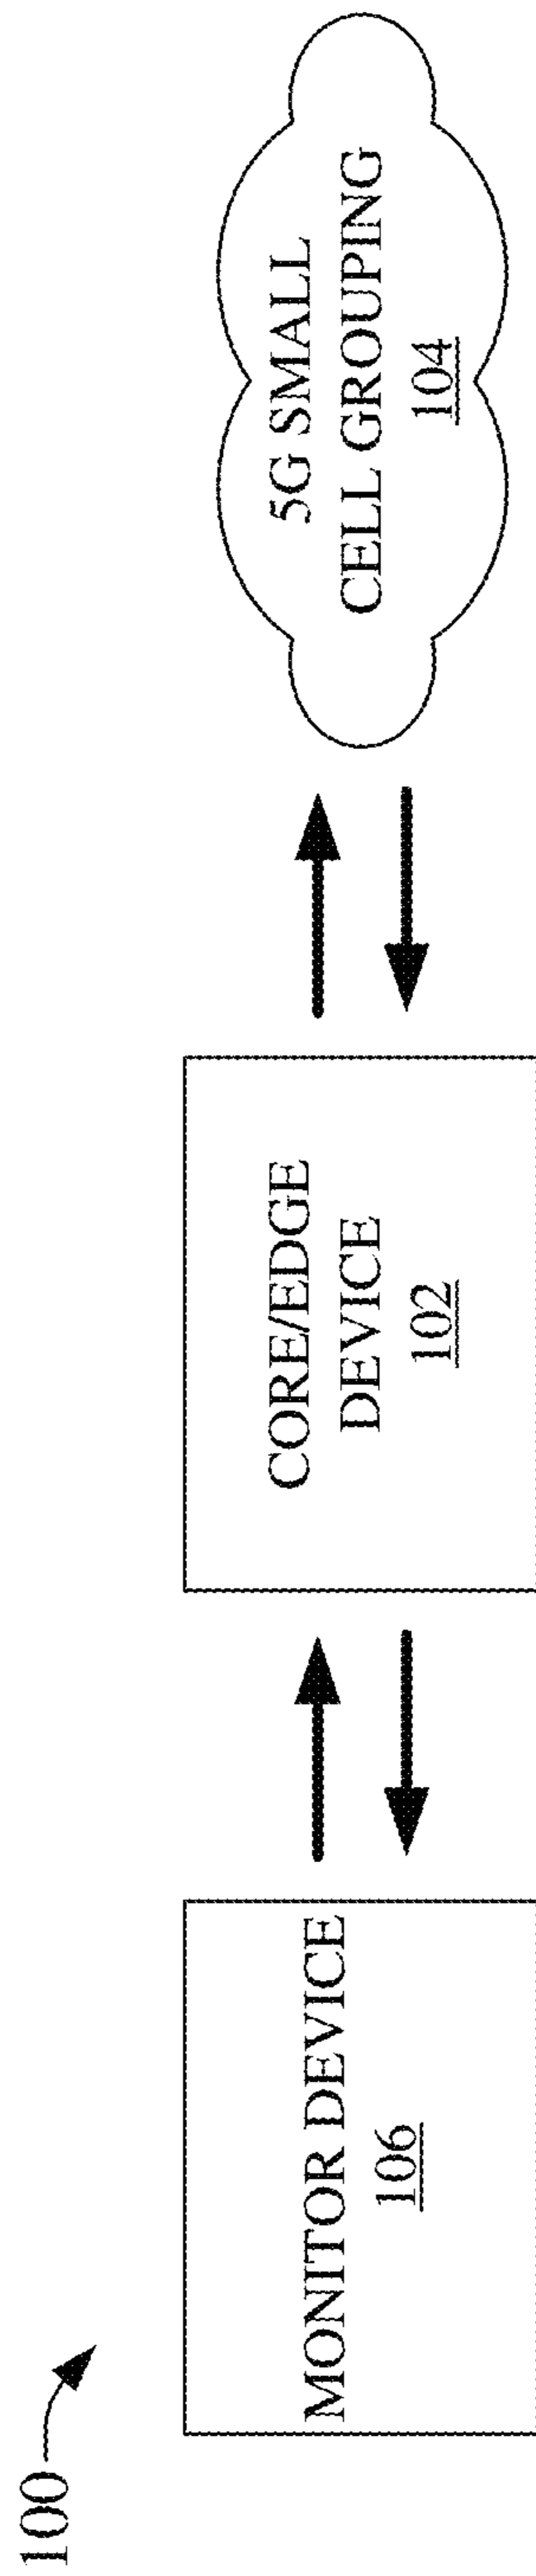 100
MONITOR DEVICE
106
CORE/EDGE
DEVICE
102
5G SMALL
CELL GROUPING
104